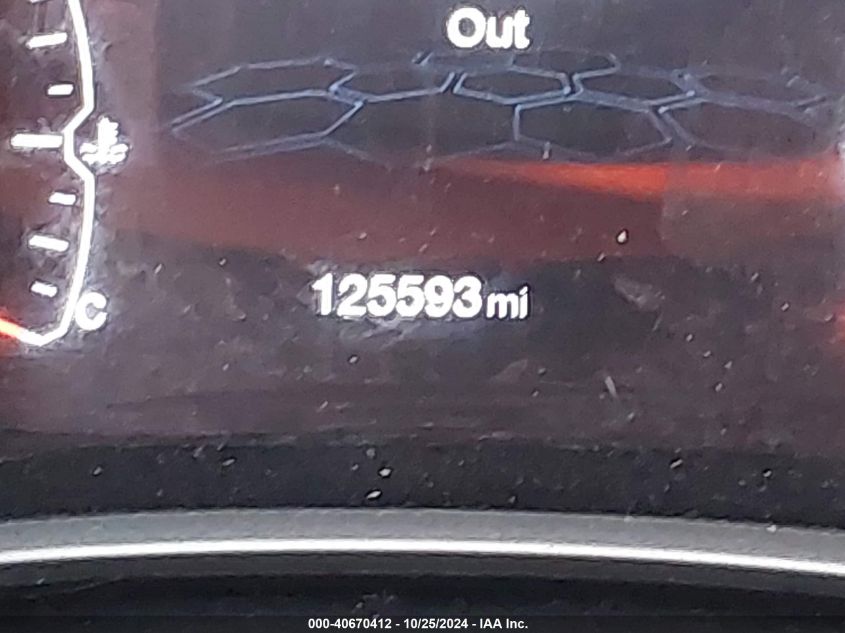 Out
125593 mi
C
000-40670412 - 10/25/2024 - IAA Inc.